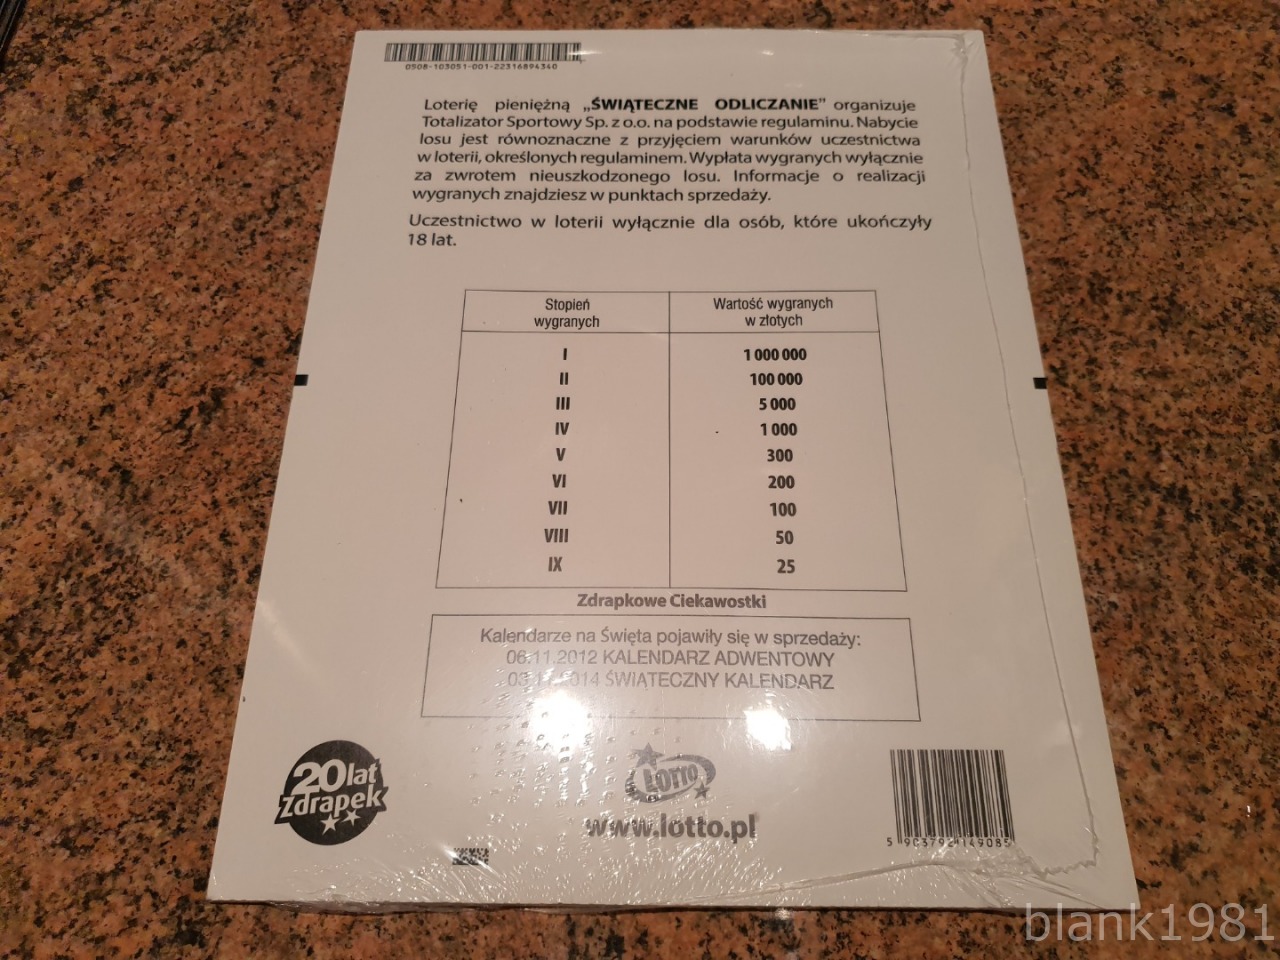 0508-103051-001-22316894340
Loterię pieniężną „ŚWIĄTECZNE ODLICZANIE” organizuje
Totalizator Sportowy Sp. z o.o. na podstawie regulaminu. Nabycie
losu jest równoznaczne z przyjęciem warunków uczestnictwa
w loterii, określonych regulaminem. Wypłata wygranych wyłącznie
za zwrotem nieuszkodzonego losu. Informacje o realizacji
wygranych znajdziesz w punktach sprzedaży.
Uczestnictwo w loterii wyłącznie dla osób, które ukończyły
18 lat.
Stopień wygranych Wartość wygranych w złotych
I 1 000 000
II 100 000
III 5 000
IV 1 000
V 300
VI 200
VII 100
VIII 50
IX 25
Zdrapkowe Ciekawostki
Kalendarze na Święta pojawiły się w sprzedaży:
06.11.2012 KALENDARZ ADWENTOWY
ŚWIĄTECZNY KALENDARZ
20 lat
Zdrapek
LOTTO
www.lotto.pl
5 903792 149085
blank1981